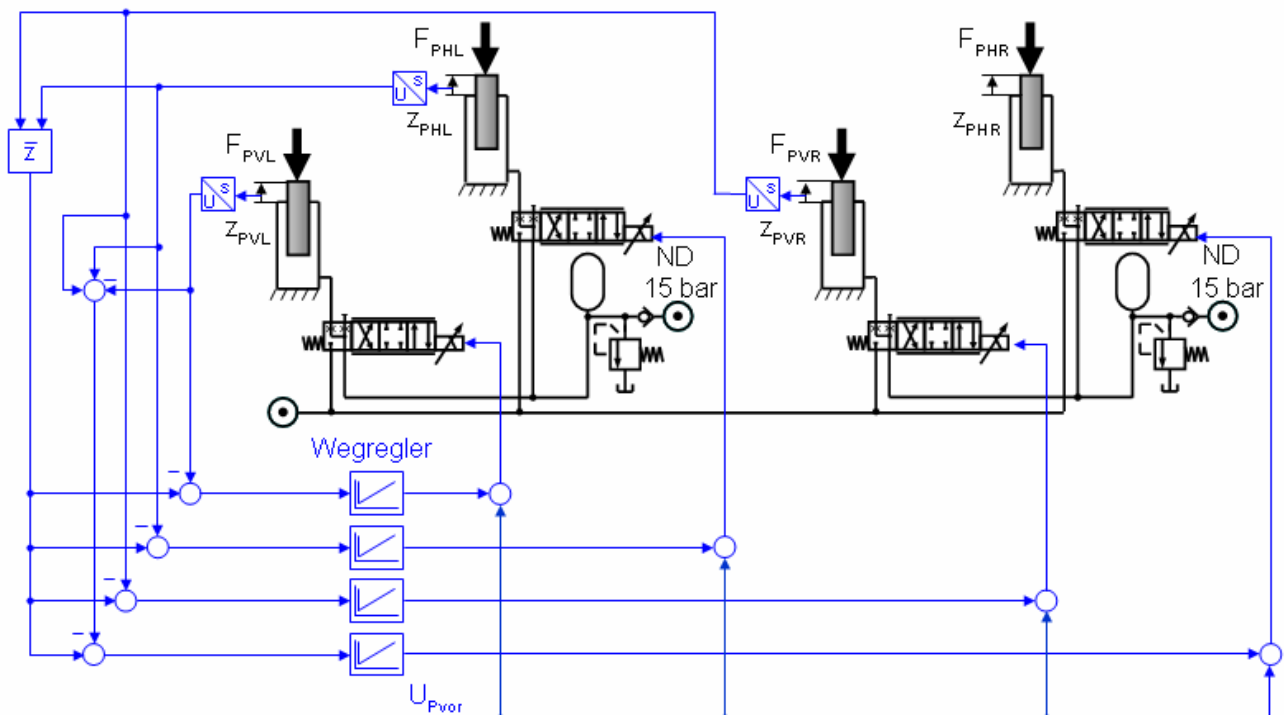 F_PHL
F_PHR
U s
z_PHL
z_PHR
z̅
F_PVL
F_PVR
U s
U s
z_PVL
z_PVR
ND
15 bar
ND
15 bar
Wegregler
U_Pvor